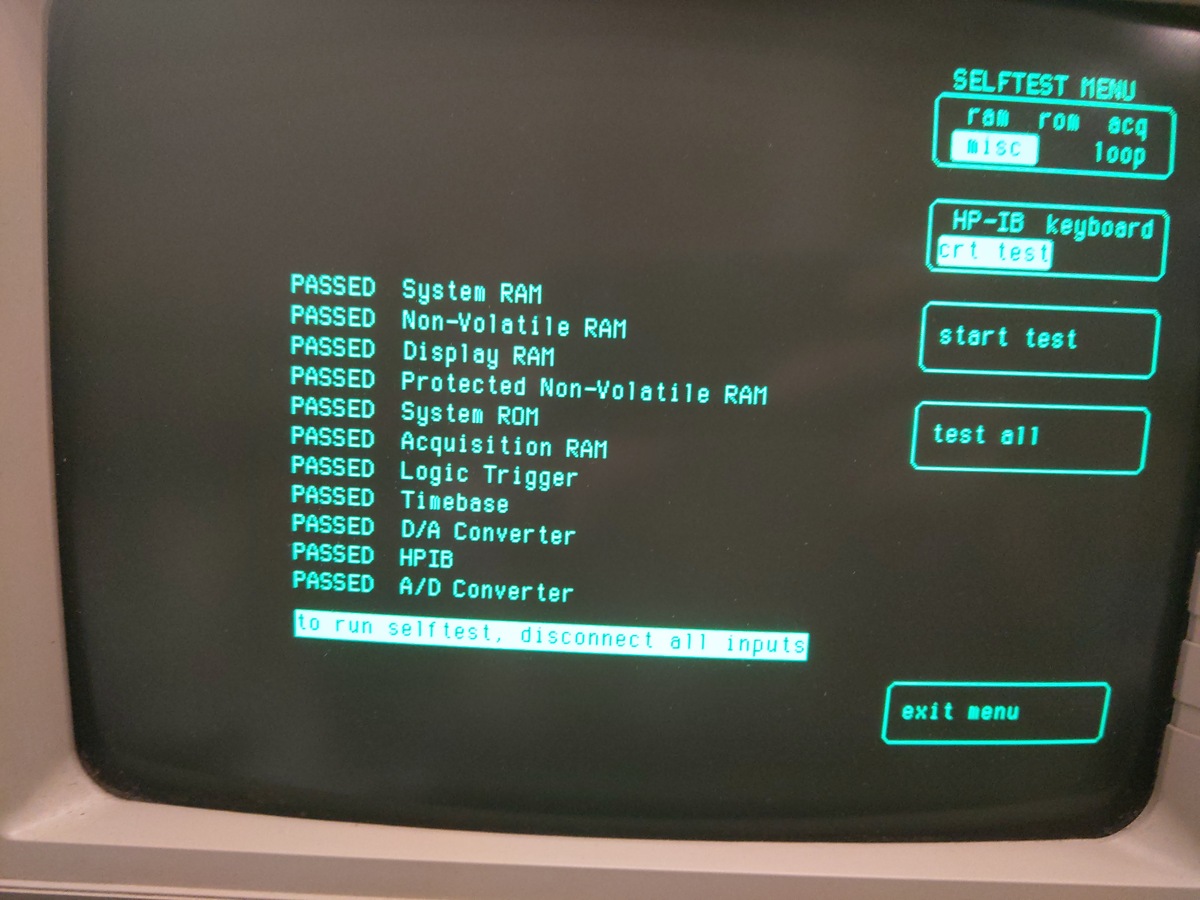 SELFTEST MENU
ram rom acq
misc loop
HP-IB keyboard
crt test
start test
test all
PASSED System RAM
PASSED Non-Volatile RAM
PASSED Display RAM
PASSED Protected Non-Volatile RAM
PASSED System ROM
PASSED Acquisition RAM
PASSED Logic Trigger
PASSED Timebase
PASSED D/A Converter
PASSED HPIB
PASSED A/D Converter
to run selftest, disconnect all inputs
exit menu